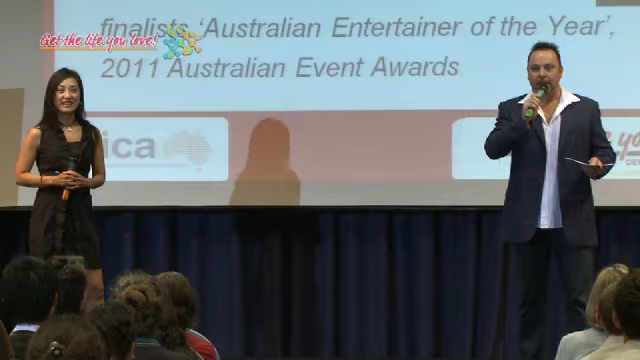 finalists 'Australian Entertainer of the Year',
Get the life you love!
2011 Australian Event Awards
ica